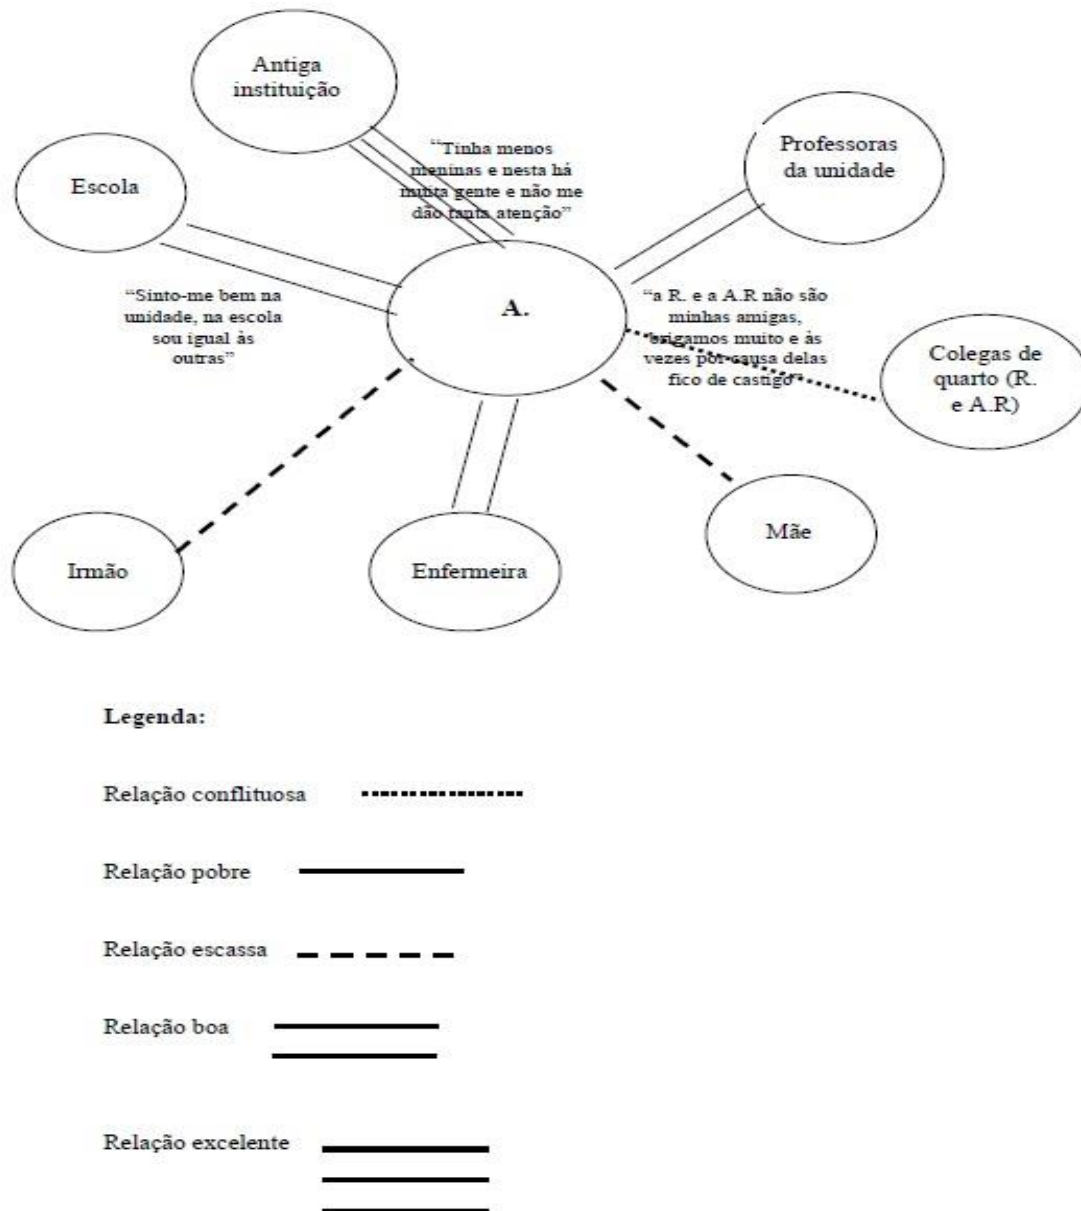 Antiga
instituição
Escola
“Tinha menos
meninas e nesta há
muita gente e não me
dão tanta atenção”
Professoras
da unidade
A.
“Sinto-me bem na
unidade, na escola
sou igual às
outras”
“a R. e a A.R não são
minhas amigas,
brigamos muito e às
vezes por causa delas
fico de castigo”
Colegas de
quarto (R.
e A.R)
Irmão
Enfermeira
Mãe
Legenda:
Relação conflituosa
Relação pobre
Relação escassa
Relação boa
Relação excelente